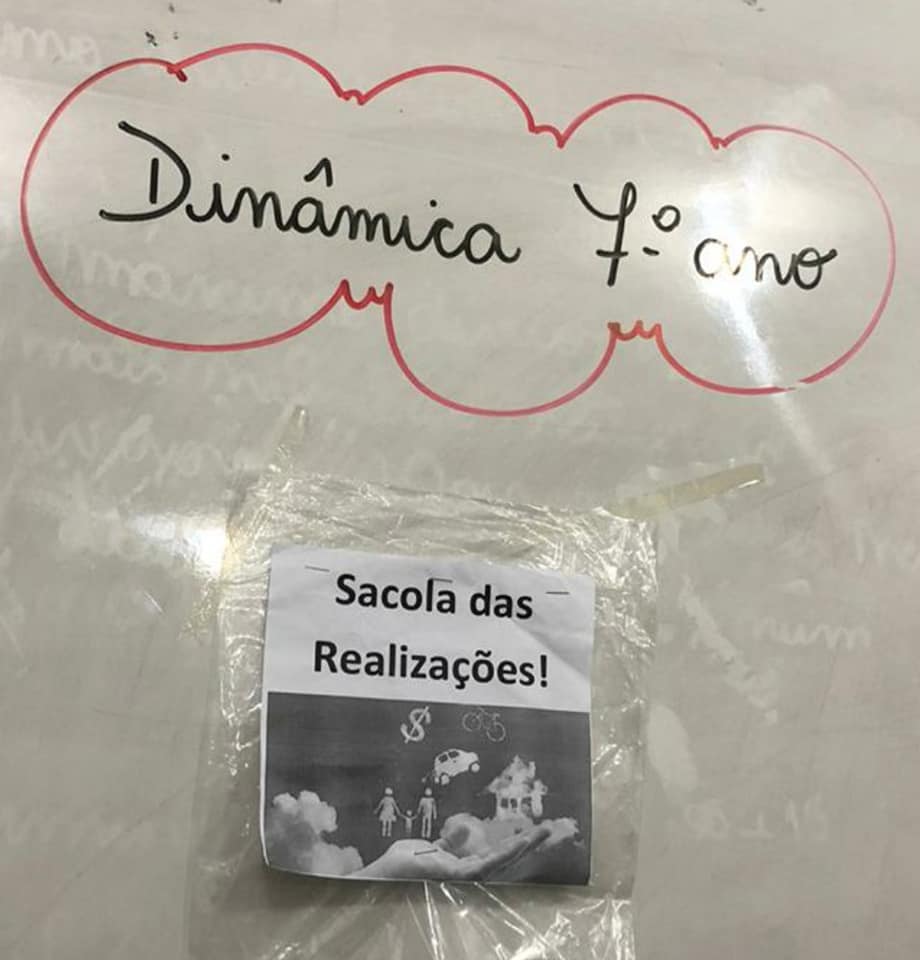 Dinâmica 7º ano
Sacola das
Realizações!
$